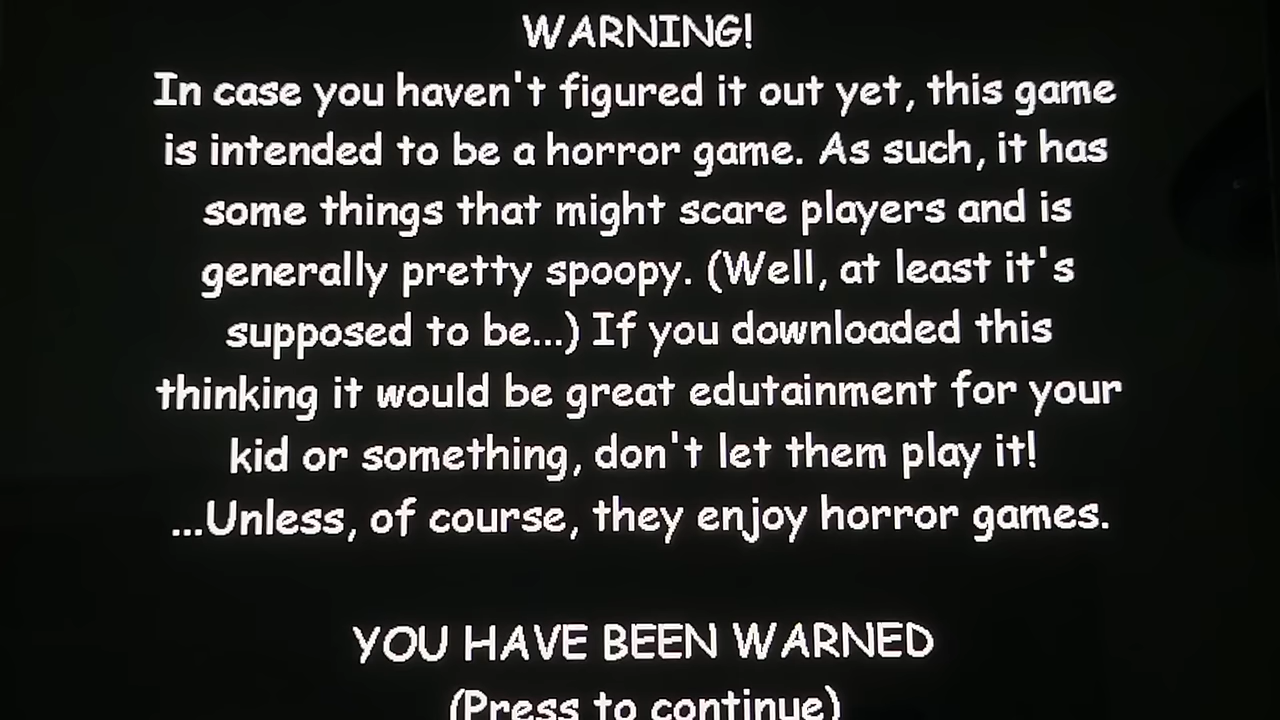 WARNING!
In case you haven't figured it out yet, this game
is intended to be a horror game. As such, it has
some things that might scare players and is
generally pretty spoopy. (Well, at least it's
supposed to be...) If you downloaded this
thinking it would be great edutainment for your
kid or something, don't let them play it!
...Unless, of course, they enjoy horror games.
YOU HAVE BEEN WARNED
(Press to continue)